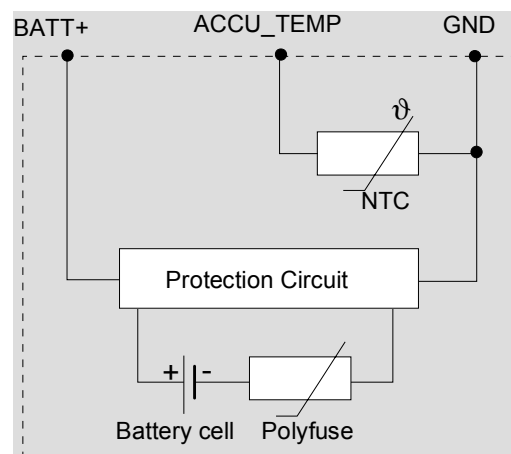 BATT+ ACCU_TEMP GND
ϑ
NTC
Protection Circuit
+ -
Battery cell Polyfuse